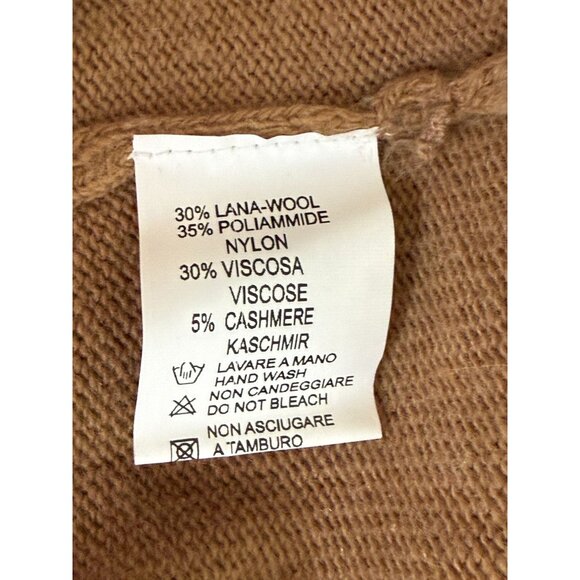 30% LANA-WOOL
35% POLIAMMIDE
NYLON
30% VISCOSA
VISCOSE
5% CASHMERE
KASCHMIR
LAVARE A MANO
HAND WASH
NON CANDEGGIARE
DO NOT BLEACH
NON ASCIUGARE
A TAMBURO